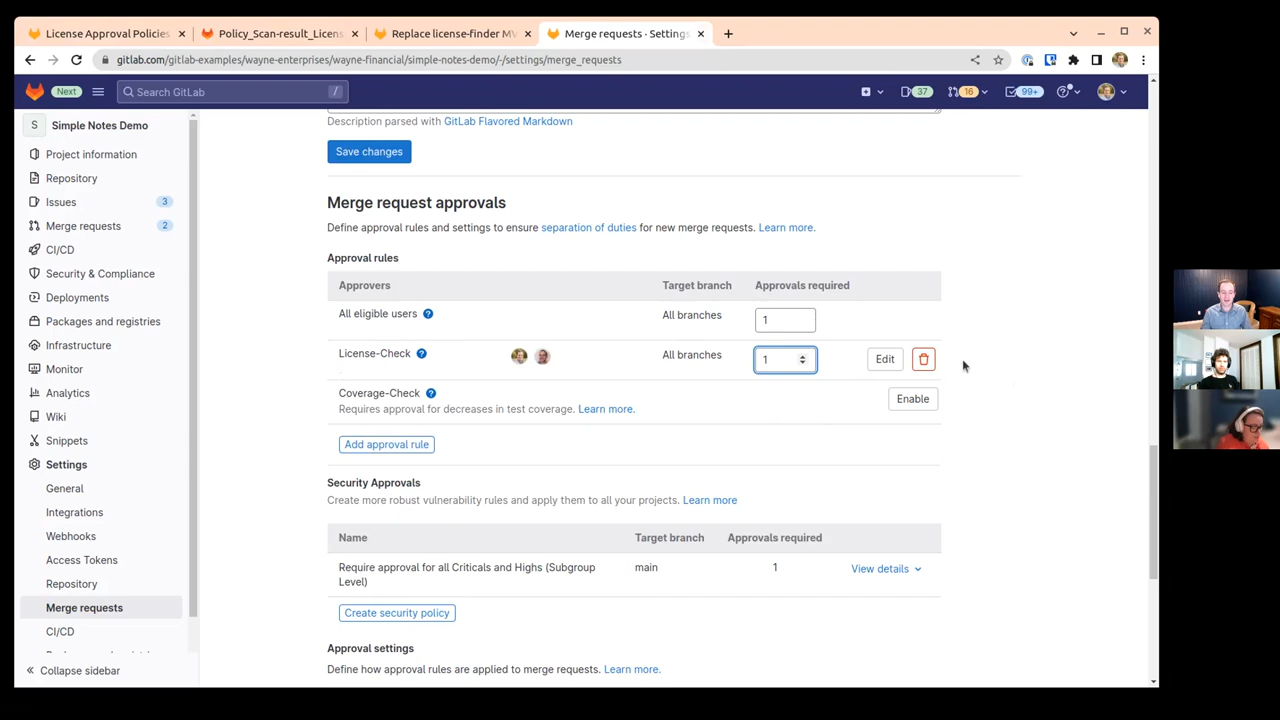 License Approval Policies
Policy_Scan-result_Licens
Replace license-finder MV
Merge requests · Settings
gitlab.com/gitlab-examples/wayne-enterprises/wayne-financial/simple-notes-demo/-/settings/merge_requests
Next
Search GitLab
/
37
16
99+
S
Simple Notes Demo
Project information
Repository
Issues
3
Merge requests
2
CI/CD
Security & Compliance
Deployments
Packages and registries
Infrastructure
Monitor
Analytics
Wiki
Snippets
Settings
General
Integrations
Webhooks
Access Tokens
Repository
Merge requests
CI/CD
Collapse sidebar
Description parsed with GitLab Flavored Markdown
Save changes
Merge request approvals
Define approval rules and settings to ensure separation of duties for new merge requests. Learn more.
Approval rules
Approvers Target branch Approvals required
All eligible users ? All branches 1
License-Check ? All branches 1 Edit
Coverage-Check ?
Requires approval for decreases in test coverage. Learn more.
Enable
Add approval rule
Security Approvals
Create more robust vulnerability rules and apply them to all your projects. Learn more
Name Target branch Approvals required
Require approval for all Criticals and Highs (Subgroup
Level)
main 1 View details
Create security policy
Approval settings
Define how approval rules are applied to merge requests. Learn more.